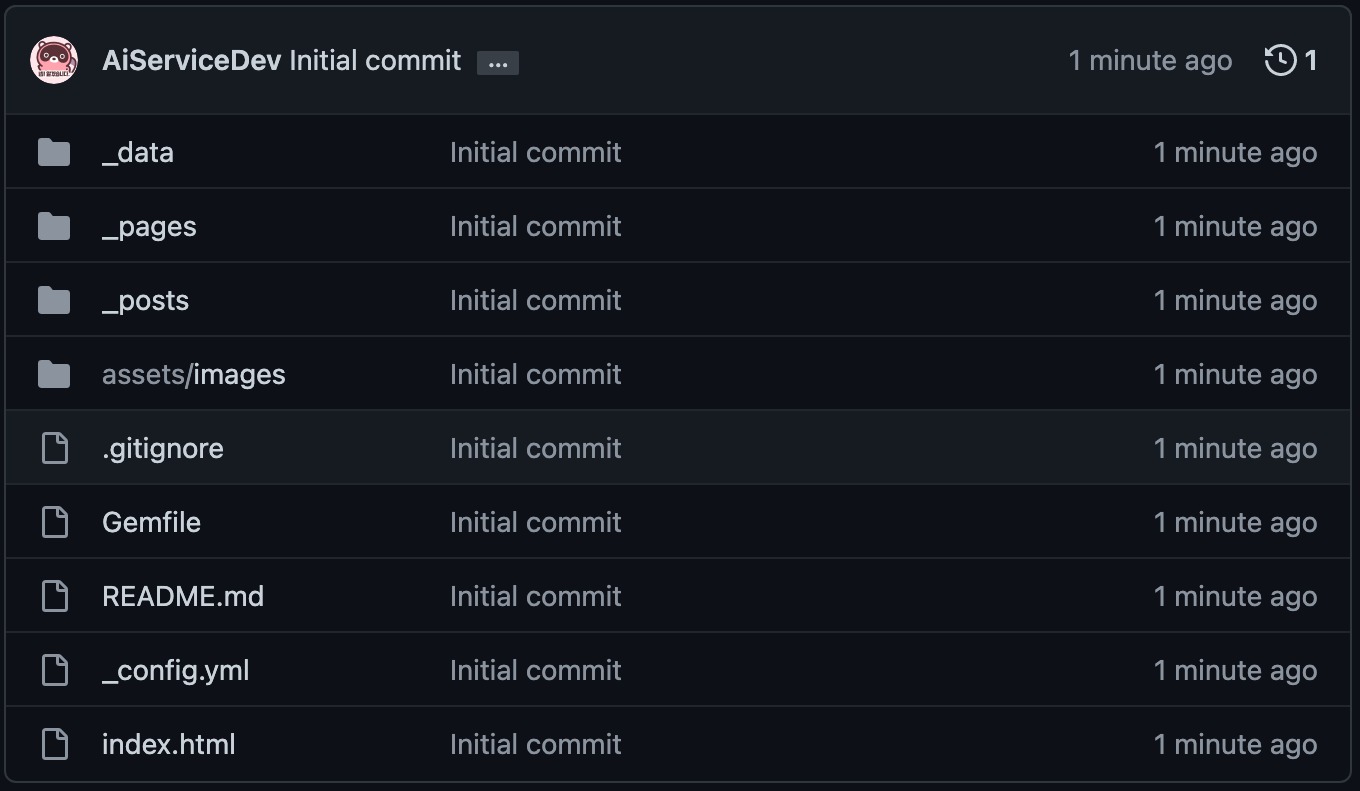 AiServiceDev Initial commit ... 1 minute ago 1
_data Initial commit 1 minute ago
_pages Initial commit 1 minute ago
_posts Initial commit 1 minute ago
assets/images Initial commit 1 minute ago
.gitignore Initial commit 1 minute ago
Gemfile Initial commit 1 minute ago
README.md Initial commit 1 minute ago
_config.yml Initial commit 1 minute ago
index.html Initial commit 1 minute ago